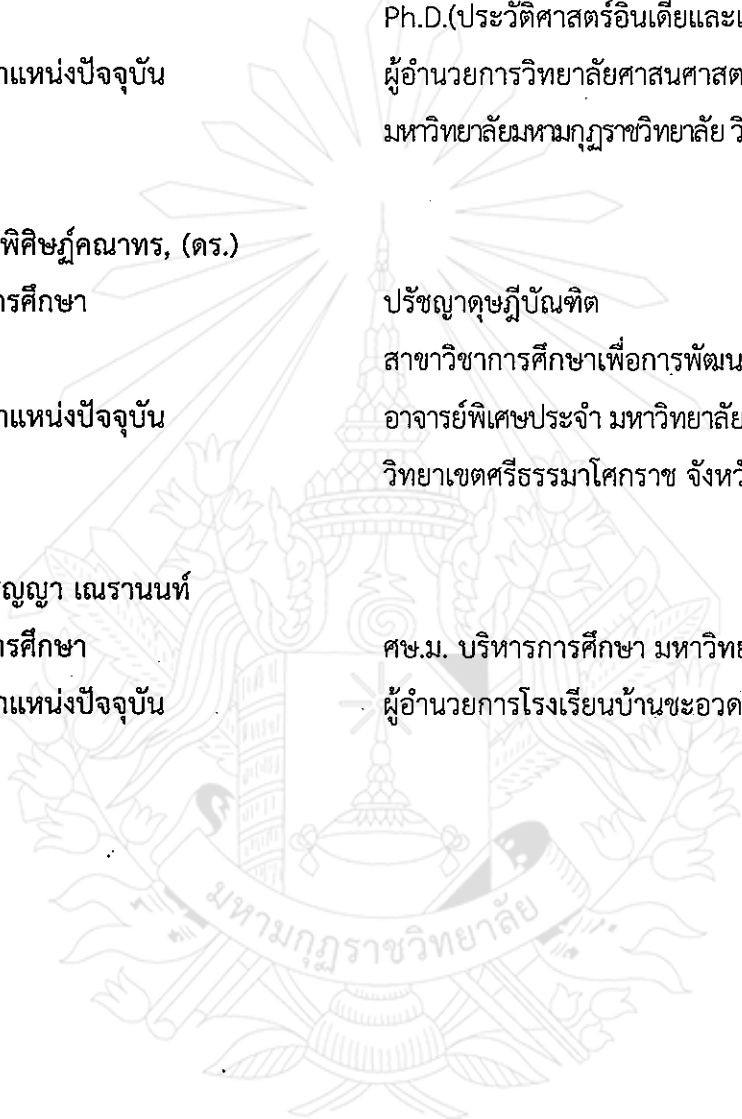 Ph.D.(ประวัติศาสตร์อินเดียและเ
าแหน่งปัจจุบัน ผู้อำนวยการวิทยาลัยศาสนศาสต
มหาวิทยาลัยมหามกุฏราชวิทยาลัย วิ
พิศิษฏ์คณาทร, (ดร.)
ารศึกษา ปรัชญาดุษฎีบัณฑิต
สาขาวิชาการศึกษาเพื่อการพัฒน
าแหน่งปัจจุบัน อาจารย์พิเศษประจำ มหาวิทยาลัย
วิทยาเขตศรีธรรมาโศกราช จังหวั
ัญญา เณรานนท์
ารศึกษา ศษ.ม. บริหารการศึกษา มหาวิทย
าแหน่งปัจจุบัน ผู้อำนวยการโรงเรียนบ้านชะอวด
มหามกุฏราชวิทยาลัย